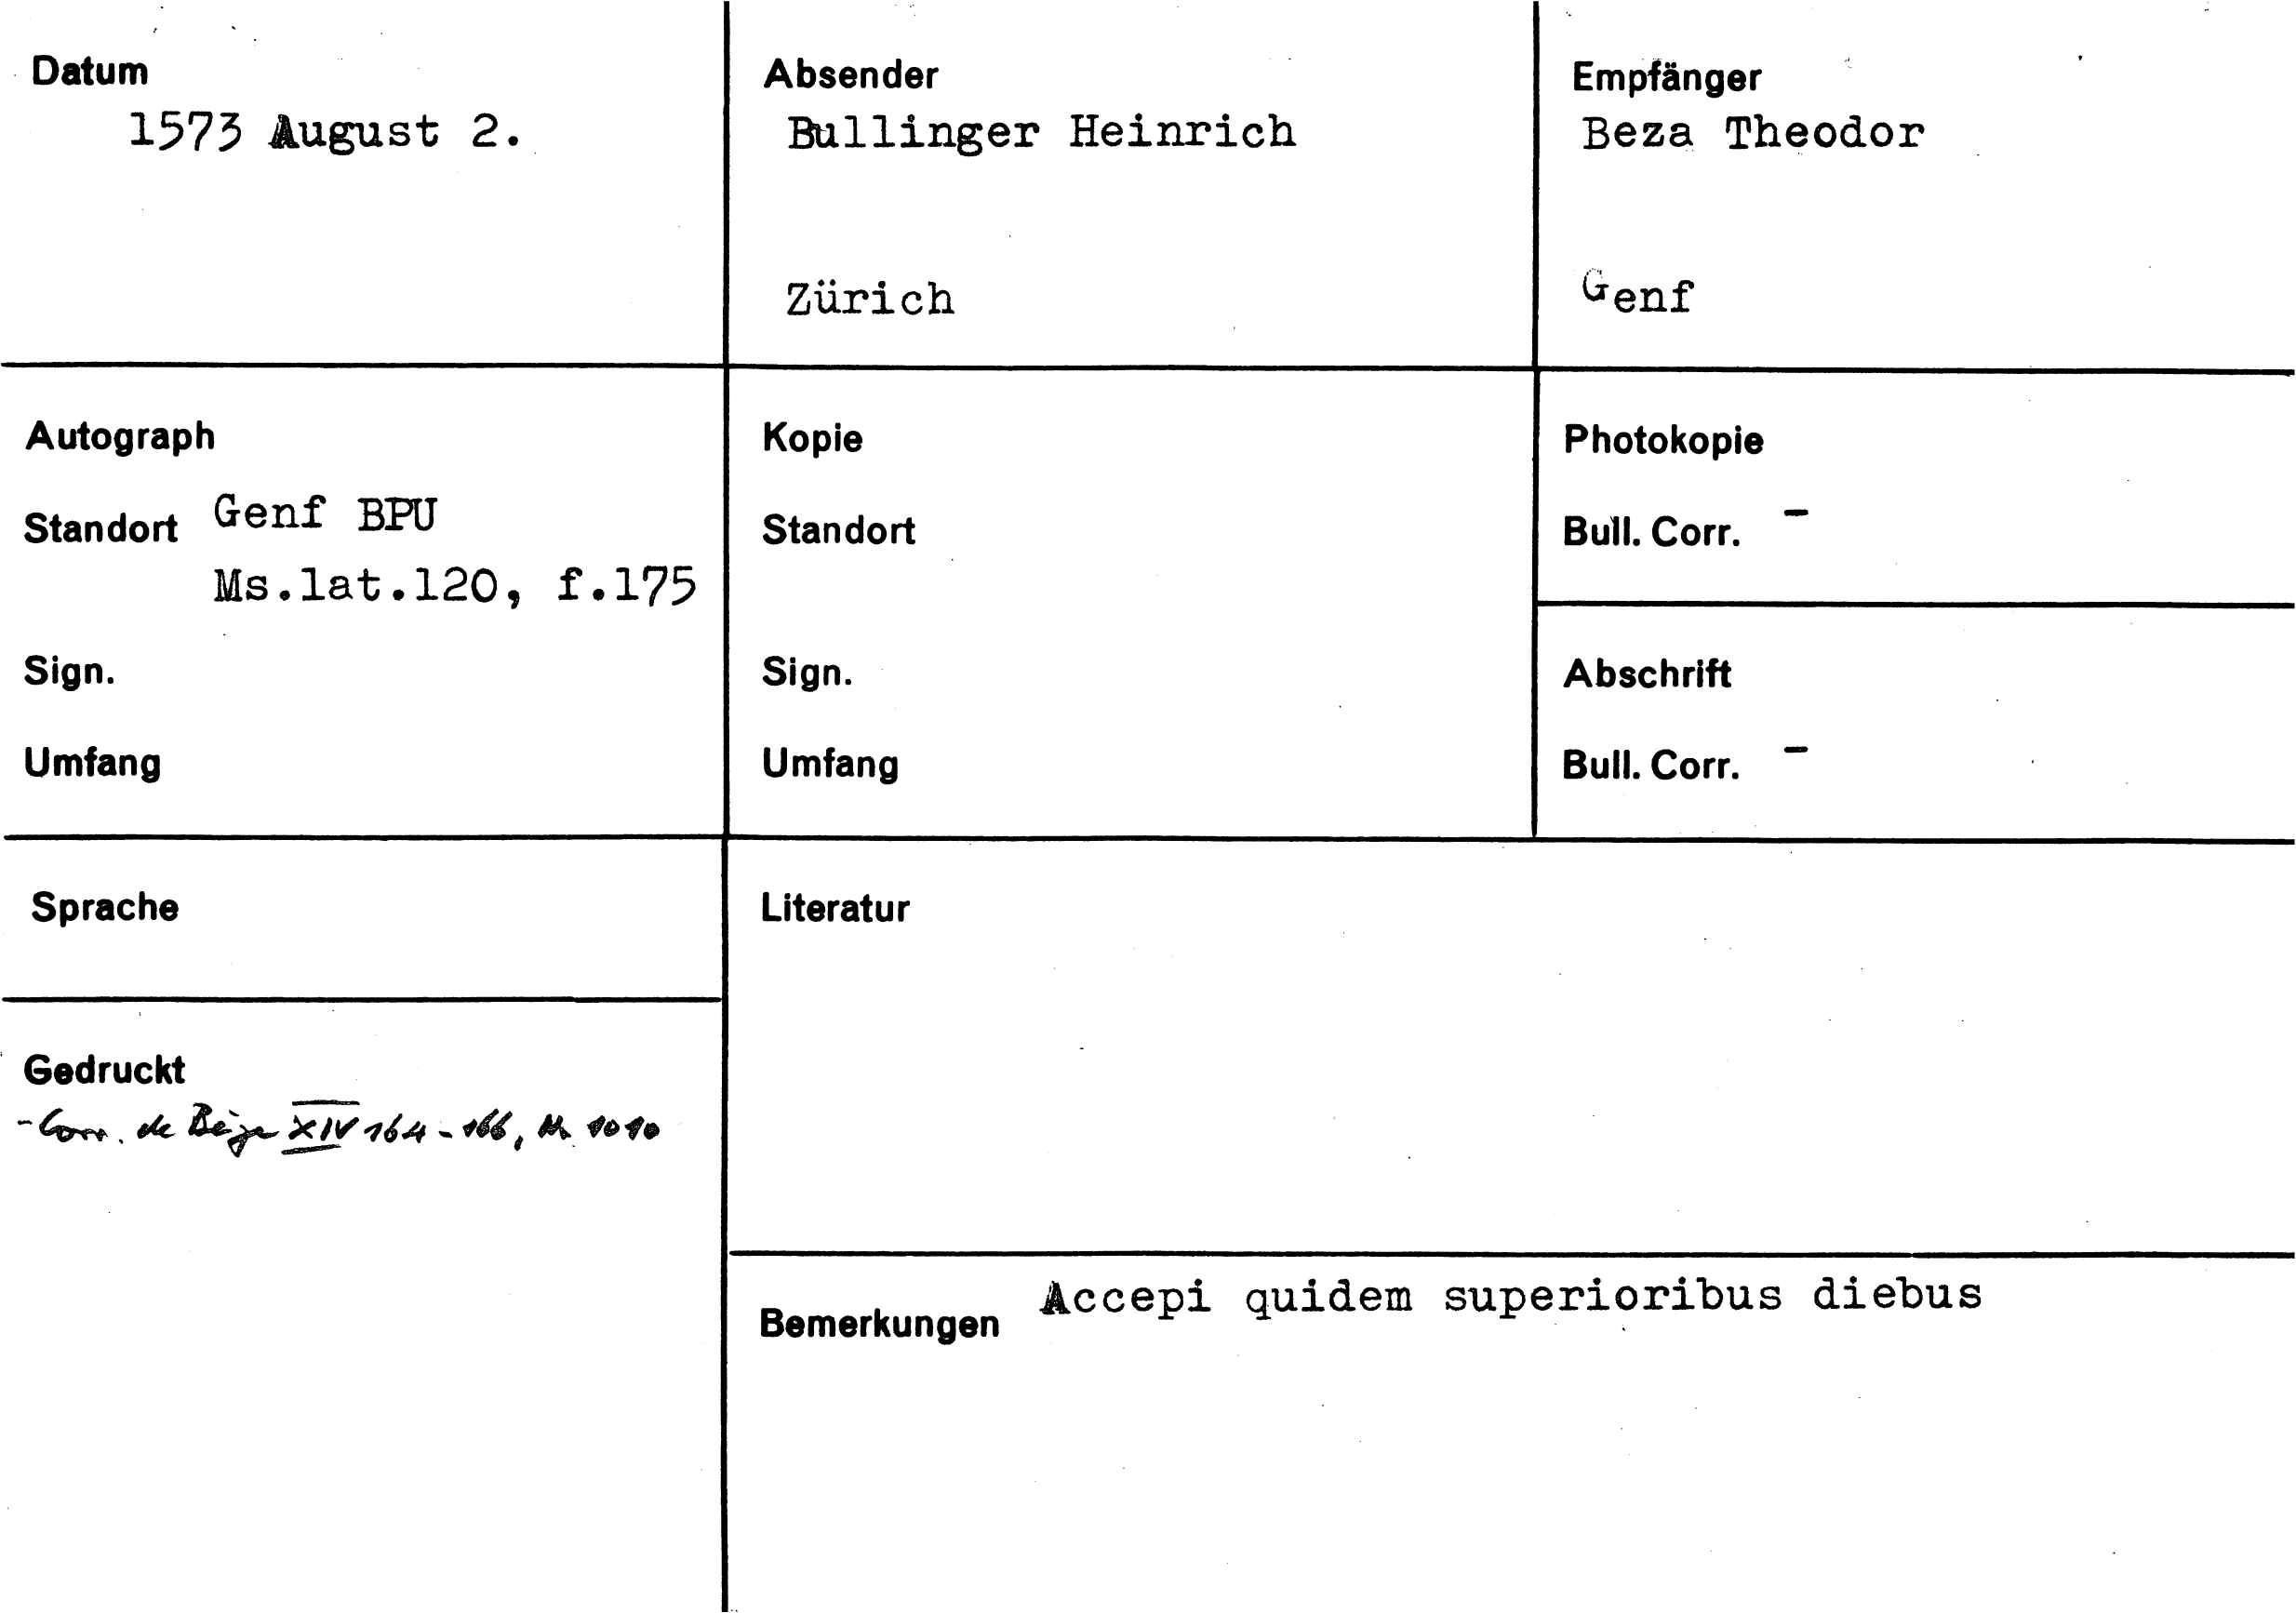 Datum
1573 August 2.
Absender
Bullinger Heinrich
Zürich
Empfänger
Beza Theodor
Genf
Autograph
Standort Genf BPU
Ms.lat.120, f.175
Sign.
Umfang
Kopie
Standort
Sign.
Umfang
Photokopie
Bull. Corr. -
Abschrift
Bull. Corr. -
Sprache
Gedruckt
- Corr. de Bèze XIV 164-166, N. 1010
Literatur
Bemerkungen Accepi quidem superioribus diebus